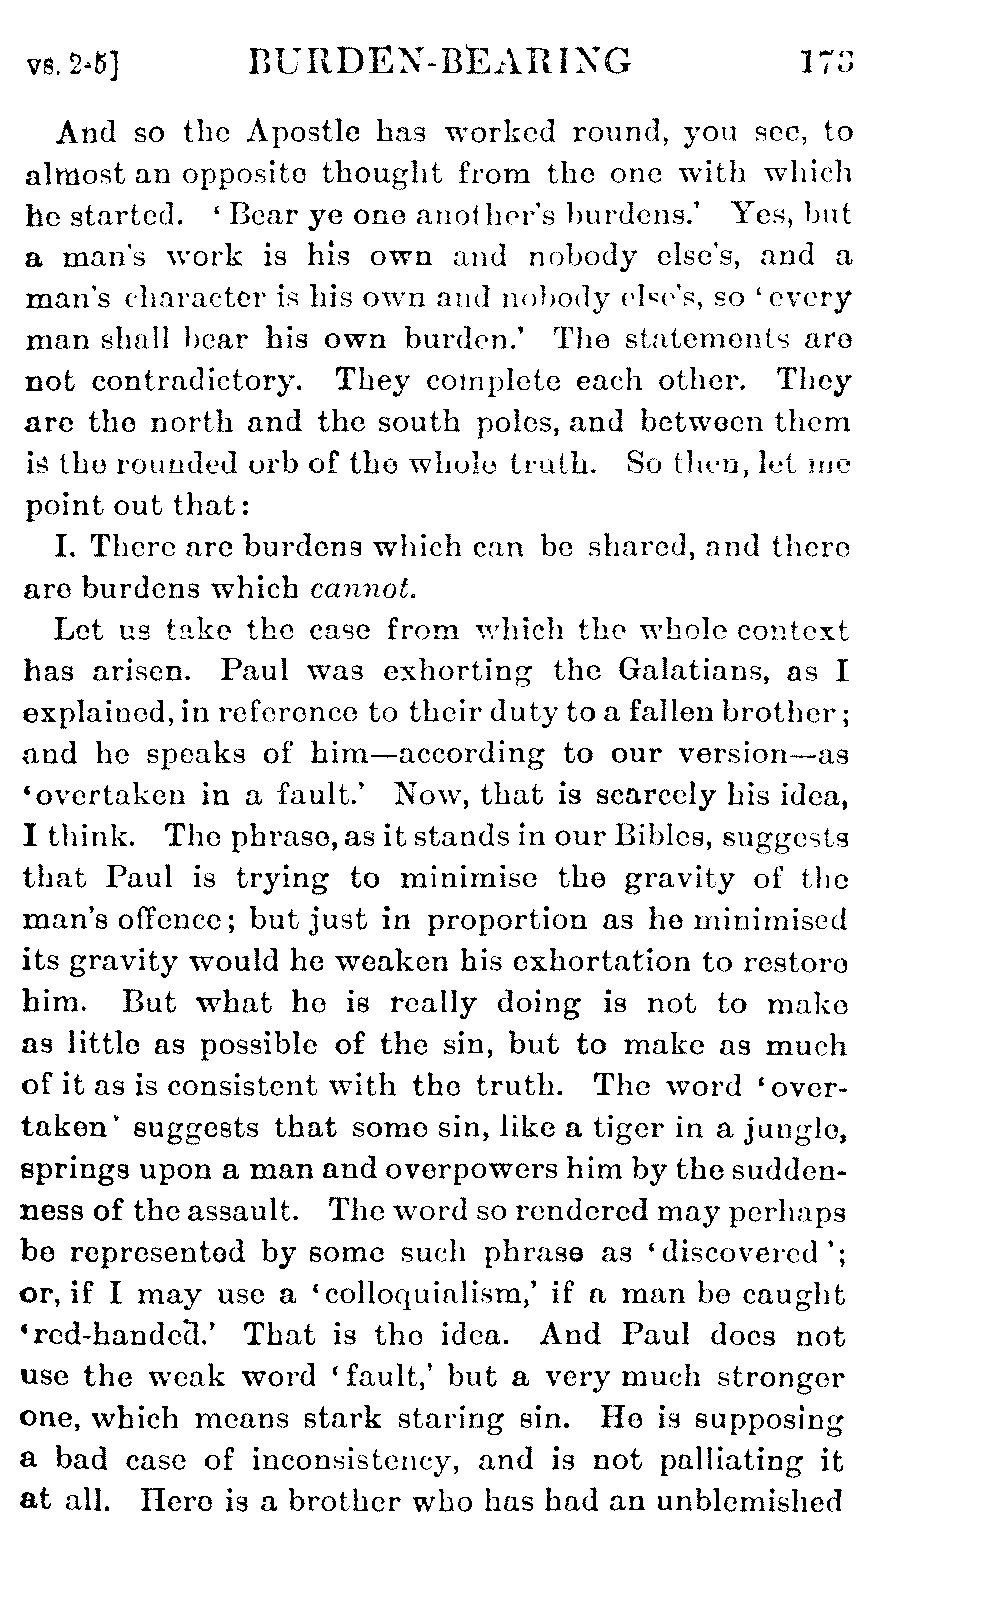 vs. 2-5] BURDEN-BEARING 173
And so the Apostle has worked round, you see, to
almost an opposite thought from the one with which
he started. ‘Bear ye one another's burdens.’ Yes, but
a man's work is his own and nobody else's, and a
man's character is his own and nobody else's, so ‘every
man shall bear his own burden.’ The statements are
not contradictory. They complete each other. They
are the north and the south poles, and between them
is the rounded orb of the whole truth. So then, let me
point out that:
I. There are burdens which can be shared, and there
are burdens which cannot.
Let us take the case from which the whole context
has arisen. Paul was exhorting the Galatians, as I
explained, in reference to their duty to a fallen brother;
and he speaks of him—according to our version—as
‘overtaken in a fault.’ Now, that is scarcely his idea,
I think. The phrase, as it stands in our Bibles, suggests
that Paul is trying to minimise the gravity of the
man's offence; but just in proportion as he minimised
its gravity would he weaken his exhortation to restore
him. But what he is really doing is not to make
as little as possible of the sin, but to make as much
of it as is consistent with the truth. The word ‘over-
taken’ suggests that some sin, like a tiger in a jungle,
springs upon a man and overpowers him by the sudden-
ness of the assault. The word so rendered may perhaps
be represented by some such phrase as ‘discovered’;
or, if I may use a ‘colloquialism,’ if a man be caught
‘red-handed.’ That is the idea. And Paul does not
use the weak word ‘fault,’ but a very much stronger
one, which means stark staring sin. He is supposing
a bad case of inconsistency, and is not palliating it
at all. Here is a brother who has had an unblemished